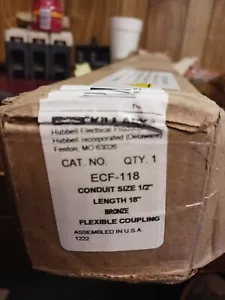 KILLARK
Hubbell Electrical Products
Hubbell Incorporated (Delaware)
Fenton, MO 63026
CAT. NO. QTY. 1
ECF-118
CONDUIT SIZE 1/2"
LENGTH 18"
BRONZE
FLEXIBLE COUPLING
ASSEMBLED IN U.S.A
1222